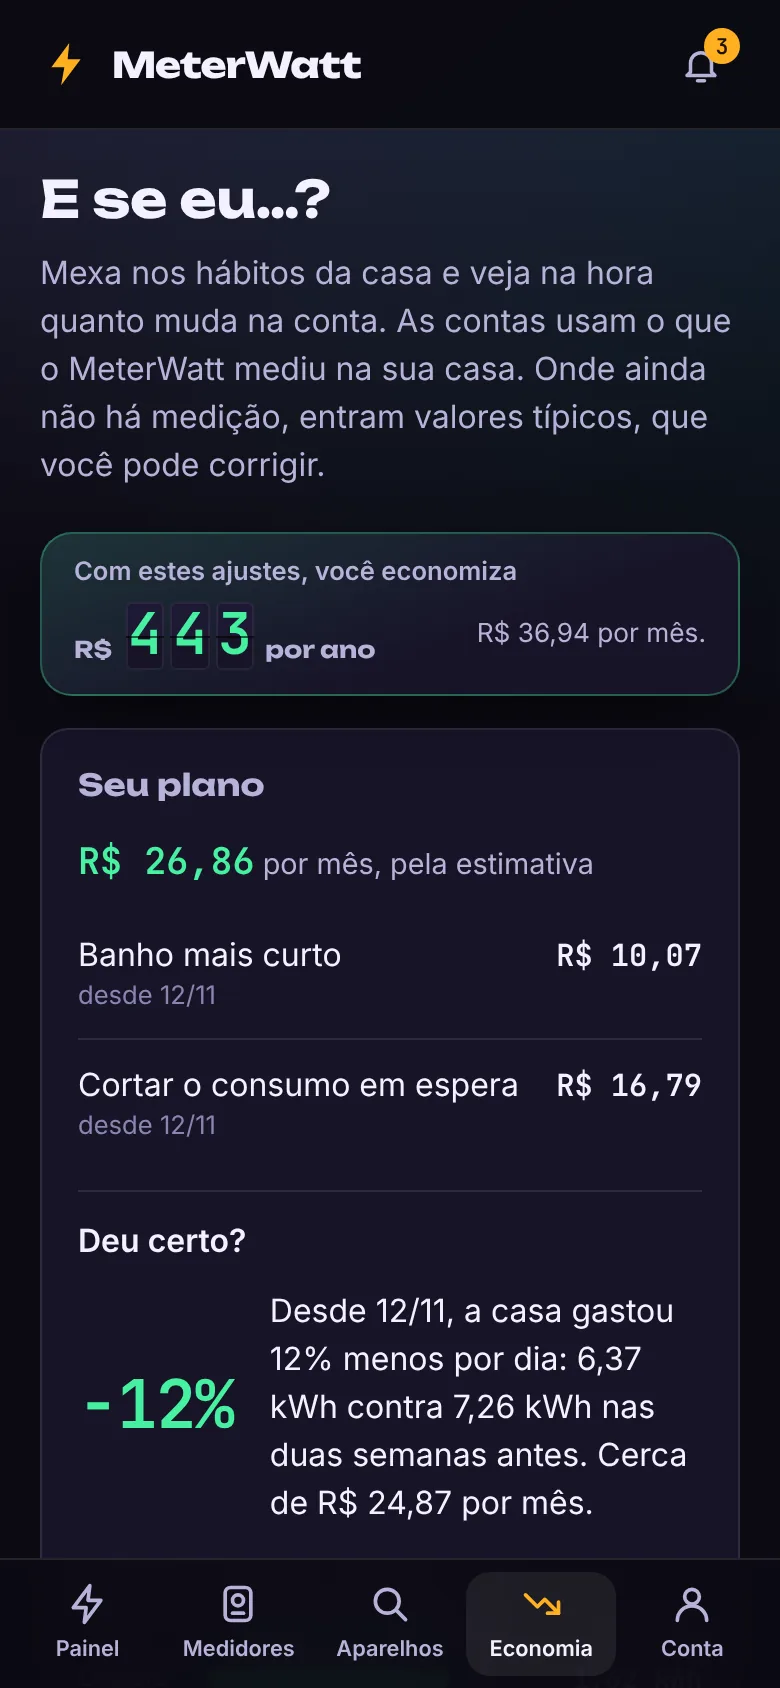 MeterWatt
3
E se eu...?
Mexa nos hábitos da casa e veja na hora
quanto muda na conta. As contas usam o que
o MeterWatt mediu na sua casa. Onde ainda
não há medição, entram valores típicos, que
você pode corrigir.
Com estes ajustes, você economiza
R$ 443 por ano
R$ 36,94 por mês.
Seu plano
R$ 26,86 por mês, pela estimativa
Banho mais curto R$ 10,07
desde 12/11
Cortar o consumo em espera R$ 16,79
desde 12/11
Deu certo?
-12%
Desde 12/11, a casa gastou
12% menos por dia: 6,37
kWh contra 7,26 kWh nas
duas semanas antes. Cerca
de R$ 24,87 por mês.
Painel Medidores Aparelhos Economia Conta